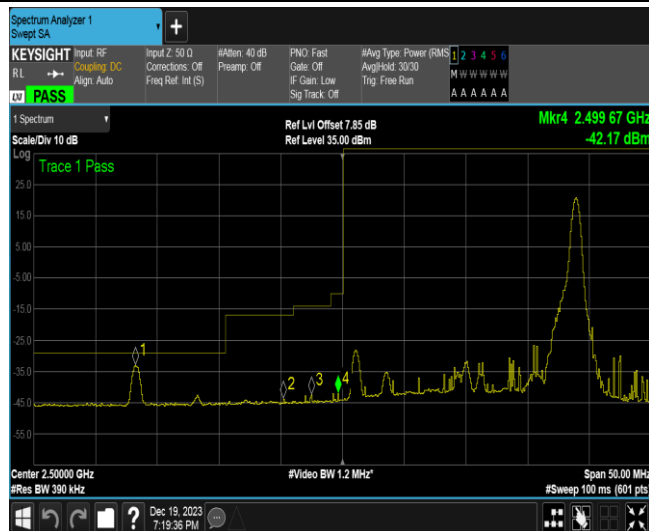 Spectrum Analyzer 1
Swept SA
+
KEYSIGHT Input: RF Input Z: 50 Ω #Atten: 40 dB PNO: Fast #Avg Type: Power (RMS 1 2 3 4 5 6
RL Coupling: DC Corrections: Off Preamp: Off Gate: Off Avg|Hold: 30/30 M W W W W W
Align: Auto Freq Ref: Int (S) IF Gain: Low Trig: Free Run
Sig Track: Off A A A A A A
LXI PASS
1 Spectrum Ref Lvl Offset 7.85 dB Mkr4 2.499 67 GHz
Scale/Div 10 dB Ref Level 35.00 dBm -42.17 dBm
Log
Trace 1 Pass
25.0
15.0
5.00
-5.00
-15.0
-25.0
-35.0
-45.0
-55.0
1
2
3
4
Center 2.50000 GHz #Video BW 1.2 MHz* Span 50.00 MHz
#Res BW 390 kHz #Sweep 100 ms (601 pts)
? Dec 19, 2023
7:19:36 PM